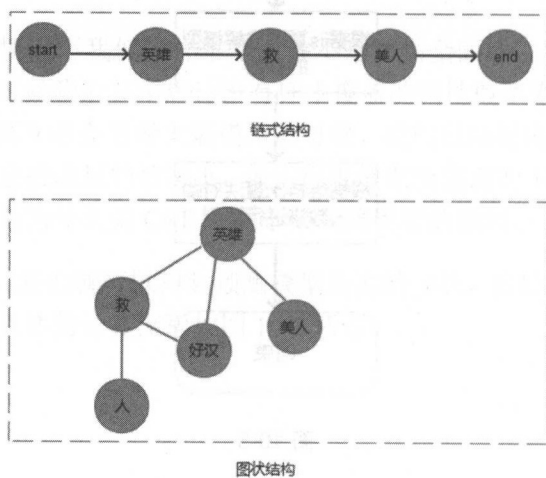 start 英雄 救 美人 end
链式结构
英雄
救
美人
好汉
人
图状结构